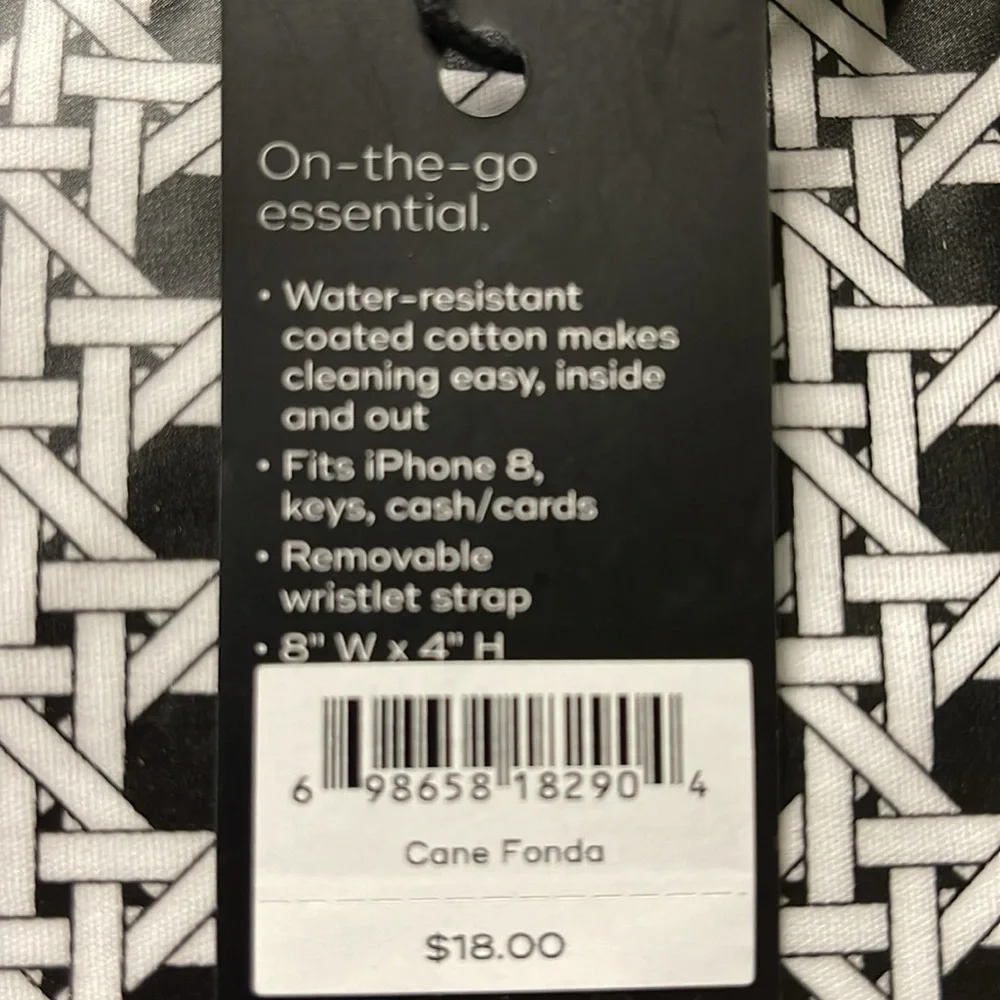 On-the-go
essential.
• Water-resistant
coated cotton makes
cleaning easy, inside
and out
• Fits iPhone 8,
keys, cash/cards
• Removable
wristlet strap
• 8" W x 4" H
6 98658 18290 4
Cane Fonda
$18.00